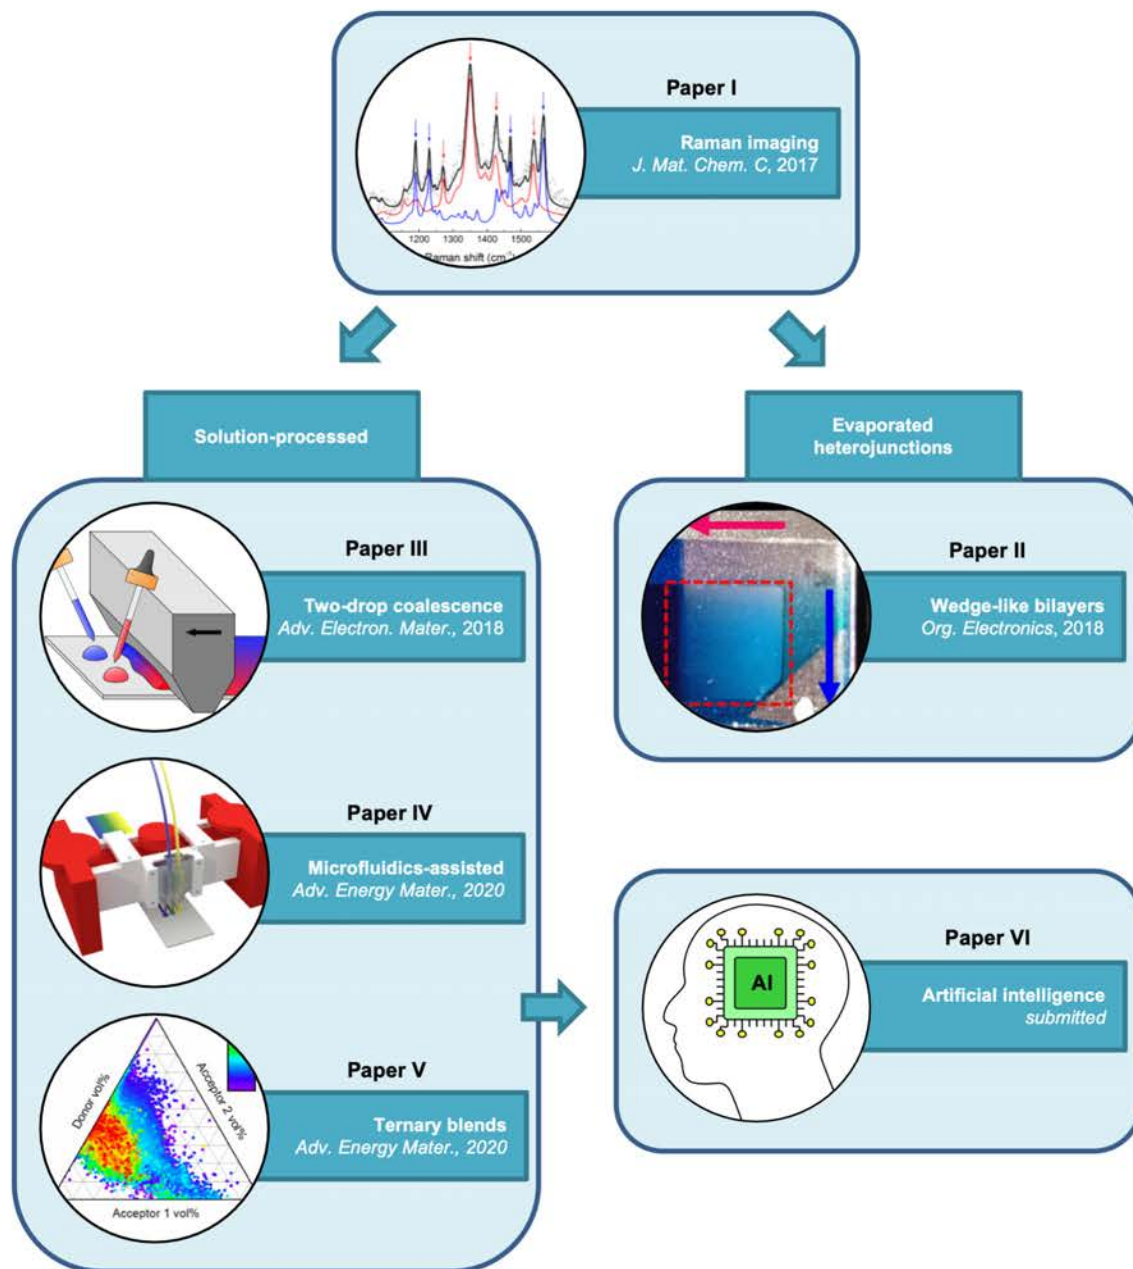 Paper I
Raman imaging
J. Mat. Chem. C, 2017
1200 1300 1400 1500
Raman shift (cm⁻¹)
Solution-processed
Evaporated
heterojunctions
Paper III
Two-drop coalescence
Adv. Electron. Mater., 2018
Paper II
Wedge-like bilayers
Org. Electronics, 2018
Paper IV
Microfluidics-assisted
Adv. Energy Mater., 2020
Paper VI
AI
Artificial intelligence
submitted
Paper V
Ternary blends
Adv. Energy Mater., 2020
Donor vol%
Acceptor 2 vol%
Acceptor 1 vol%